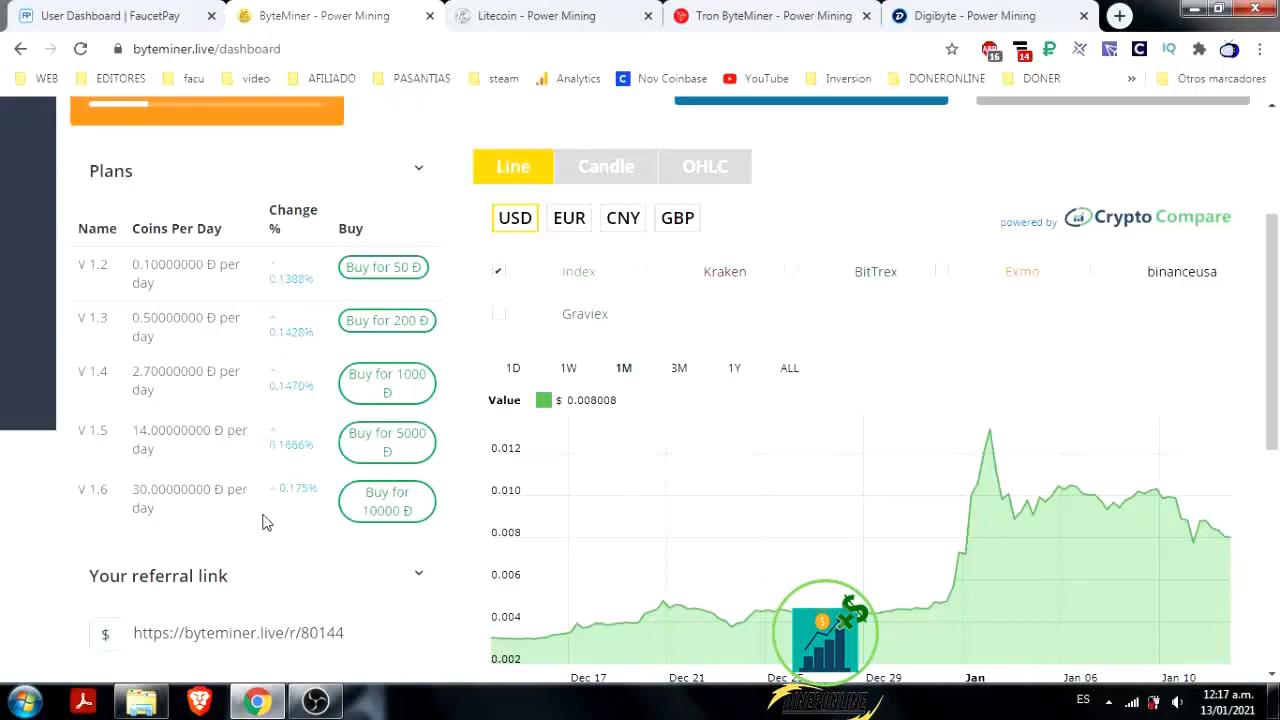 User Dashboard | FaucetPay
ByteMiner - Power Mining
Litecoin - Power Mining
Tron ByteMiner - Power Mining
Digibyte - Power Mining
byteminer.live/dashboard
16
14
IQ
WEB
EDITORES
facu
video
AFILIADO
PASANTIAS
steam
Analytics
Nov Coinbase
YouTube
Inversion
DONERONLINE
DONER
»
Otros marcadores
Plans
Name
Coins Per Day
Change %
Buy
V 1.2
0.10000000 Ð per day
0.1388%
Buy for 50 Ð
V 1.3
0.50000000 Ð per day
0.1428%
Buy for 200 Ð
V 1.4
2.70000000 Ð per day
0.1470%
Buy for 1000 Ð
V 1.5
14.00000000 Ð per day
0.1666%
Buy for 5000 Ð
V 1.6
30.00000000 Ð per day
0.175%
Buy for 10000 Ð
Your referral link
$
https://byteminer.live/r/80144
Line
Candle
OHLC
USD
EUR
CNY
GBP
powered by Crypto Compare
Index
Kraken
BitTrex
Exmo
binanceusa
Graviex
1D
1W
1M
3M
1Y
ALL
Value
$ 0.008008
0.012
0.010
0.008
0.006
0.004
0.002
Dec 17
Dec 21
Dec 29
Jan
Jan 06
Jan 10
DINERONLINE
ES
12:17 a.m.
13/01/2021